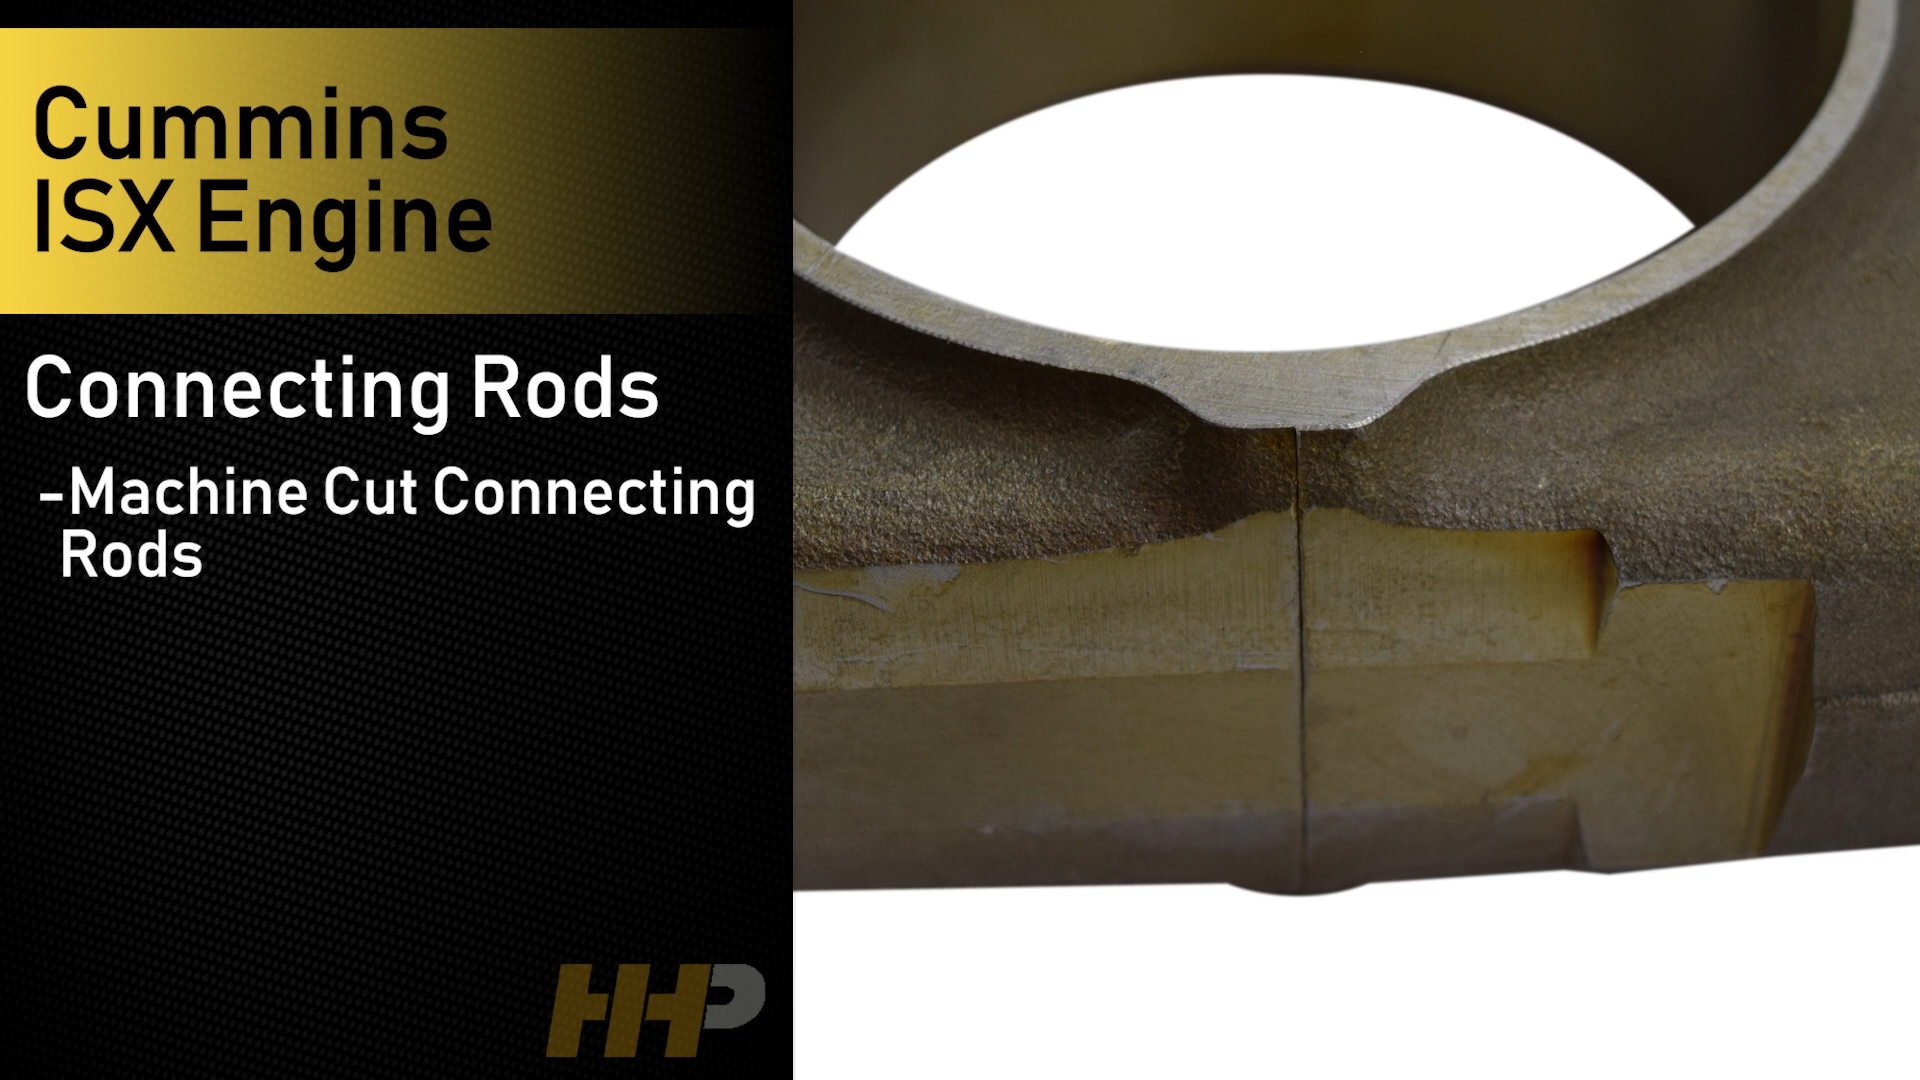 Cummins
ISX Engine
Connecting Rods
-Machine Cut Connecting
Rods
HHP